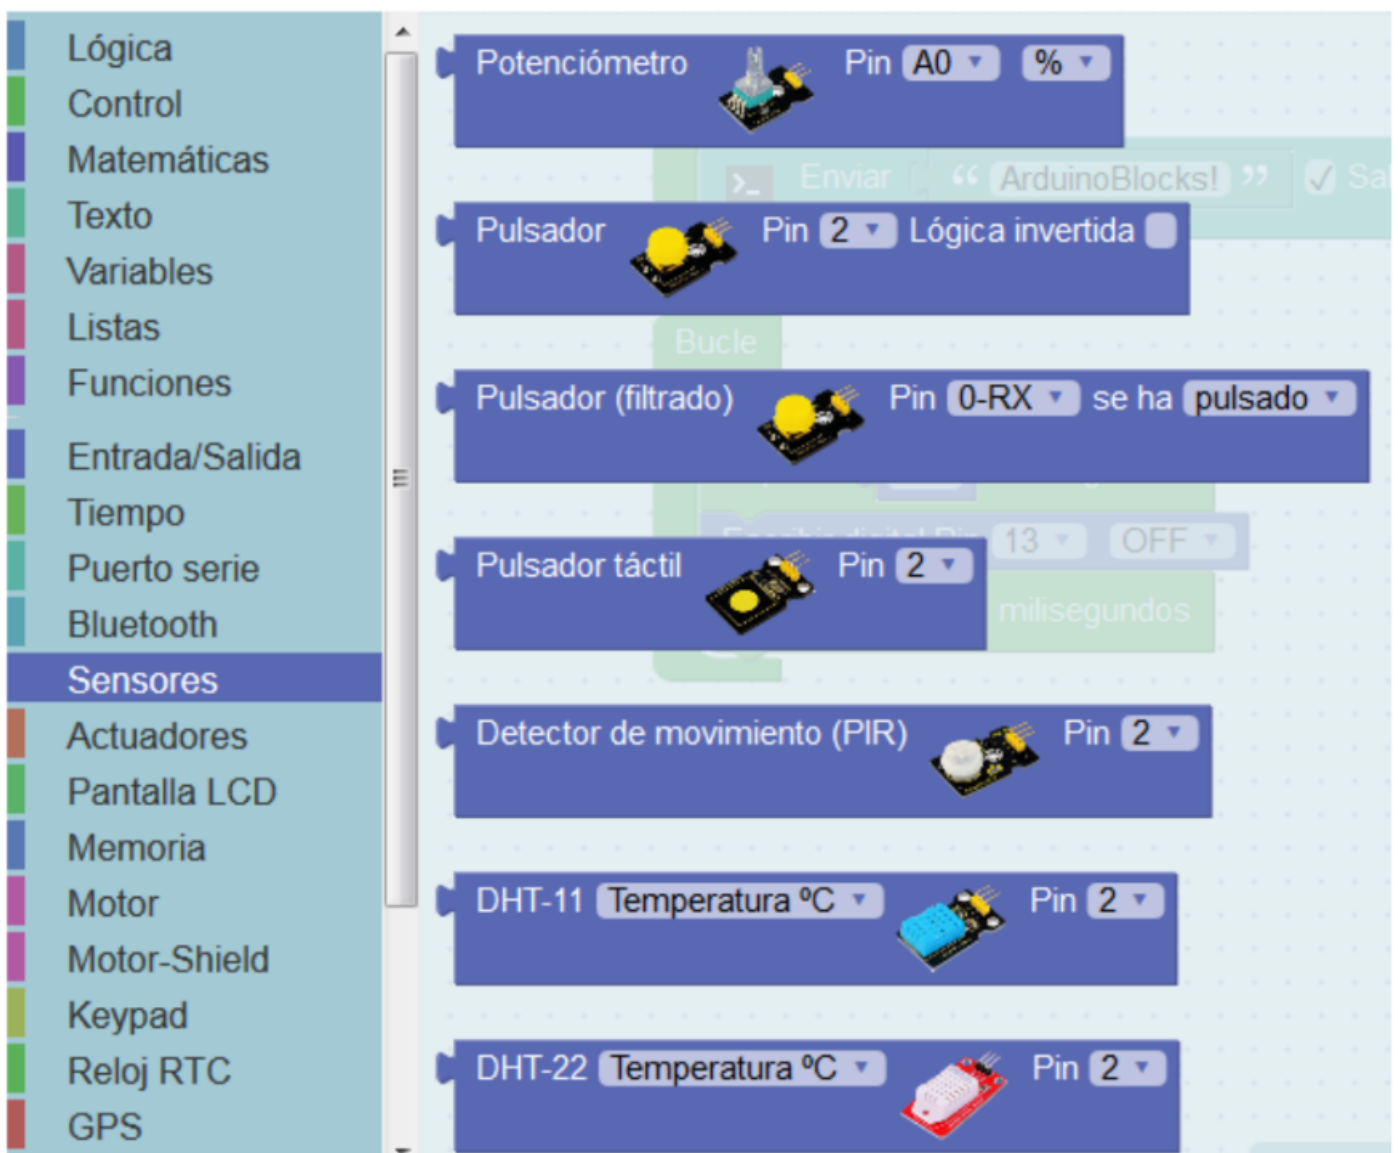 Lógica
Control
Matemáticas
Texto
Variables
Listas
Funciones
Entrada/Salida
Tiempo
Puerto serie
Bluetooth
Sensores
Actuadores
Pantalla LCD
Memoria
Motor
Motor-Shield
Keypad
Reloj RTC
GPS
Potenciómetro Pin A0 %
>_ Enviar “ ArduinoBlocks! ”
Pulsador Pin 2 Lógica invertida
Bucle
Pulsador (filtrado) Pin 0-RX se ha pulsado
13 OFF
Pulsador táctil Pin 2
milisegundos
Detector de movimiento (PIR) Pin 2
DHT-11 Temperatura ºC Pin 2
DHT-22 Temperatura ºC Pin 2